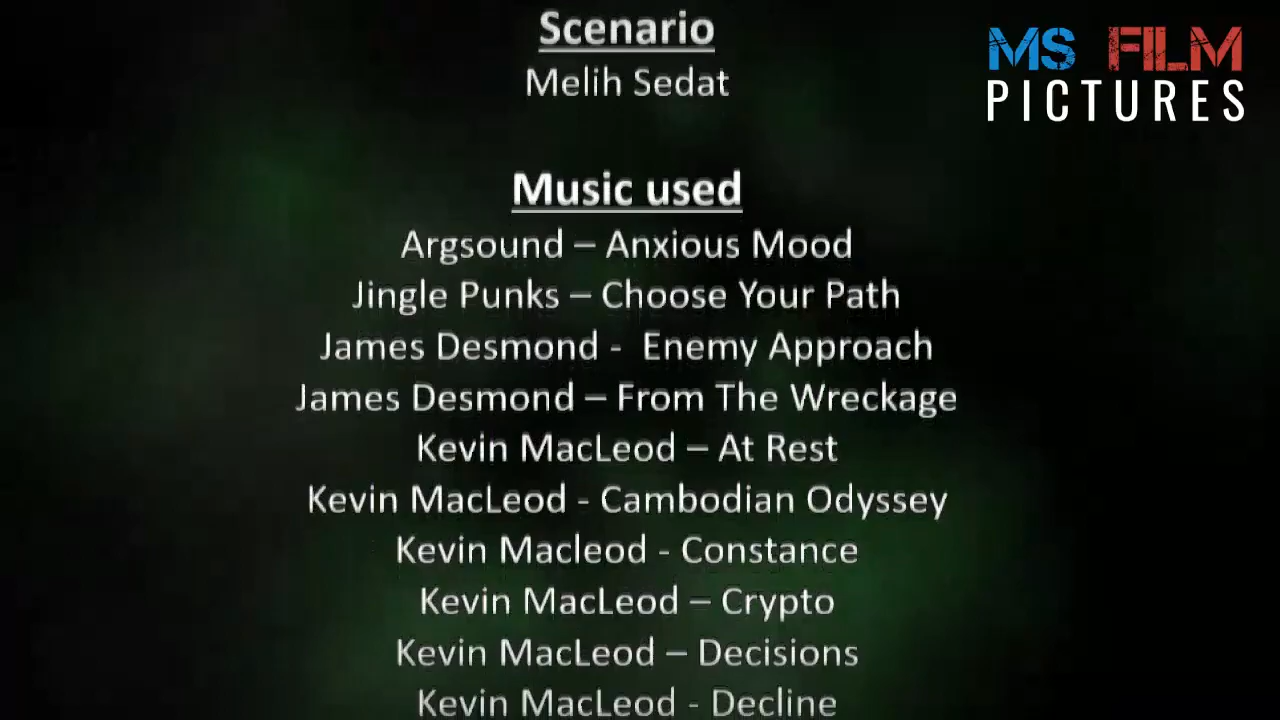 Scenario
Melih Sedat
MS FILM
PICTURES
Music used
Argsound – Anxious Mood
Jingle Punks – Choose Your Path
James Desmond -  Enemy Approach
James Desmond – From The Wreckage
Kevin MacLeod – At Rest
Kevin MacLeod - Cambodian Odyssey
Kevin Macleod - Constance
Kevin MacLeod – Crypto
Kevin MacLeod – Decisions
Kevin MacLeod - Decline